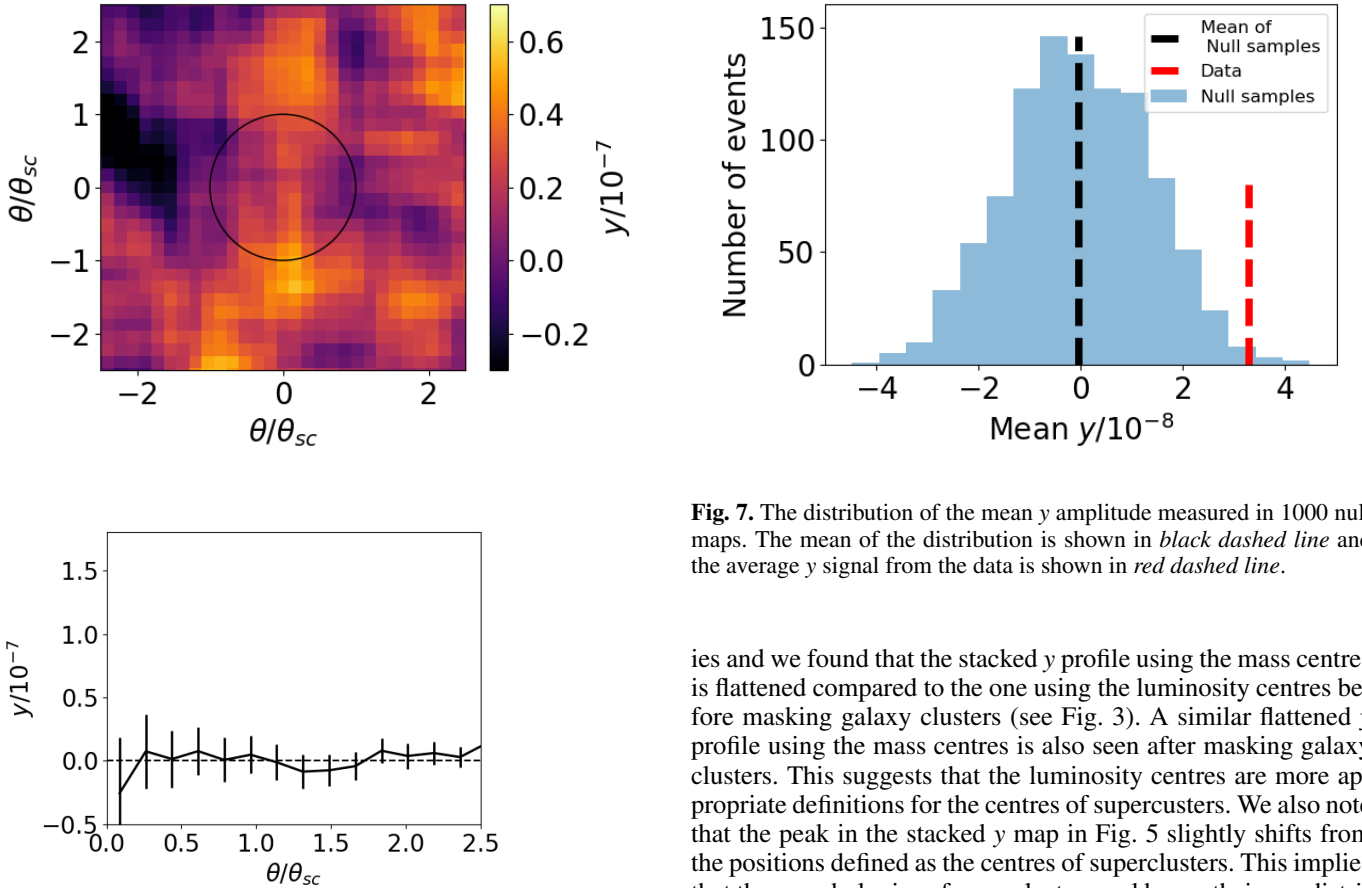 2
1
0
−1
−2
θ/θsc
−2
0
2
θ/θsc
0.6
0.4
0.2
0.0
−0.2
y/10⁻⁷
1.5
1.0
0.5
0.0
−0.5
y/10⁻⁷
0.0
0.5
1.0
1.5
2.0
2.5
θ/θsc
150
100
50
0
Number of events
−4
−2
0
2
4
Mean y/10⁻⁸
Mean of
Null samples
Data
Null samples
Fig. 7. The distribution of the mean y amplitude measured in 1000 null
maps. The mean of the distribution is shown in black dashed line and
the average y signal from the data is shown in red dashed line.
ies and we found that the stacked y profile using the mass centres
is flattened compared to the one using the luminosity centres be-
fore masking galaxy clusters (see Fig. 3). A similar flattened y
profile using the mass centres is also seen after masking galaxy
clusters. This suggests that the luminosity centres are more ap-
propriate definitions for the centres of supercusters. We also note
that the peak in the stacked y map in Fig. 5 slightly shifts from
the positions defined as the centres of superclusters. This implies